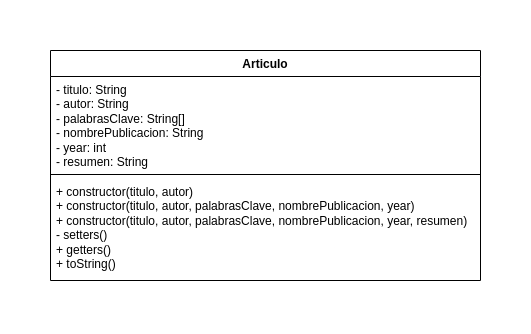 Articulo
- titulo: String
- autor: String
- palabrasClave: String[]
- nombrePublicacion: String
- year: int
- resumen: String
+ constructor(titulo, autor)
+ constructor(titulo, autor, palabrasClave, nombrePublicacion, year)
+ constructor(titulo, autor, palabrasClave, nombrePublicacion, year, resumen)
- setters()
+ getters()
+ toString()